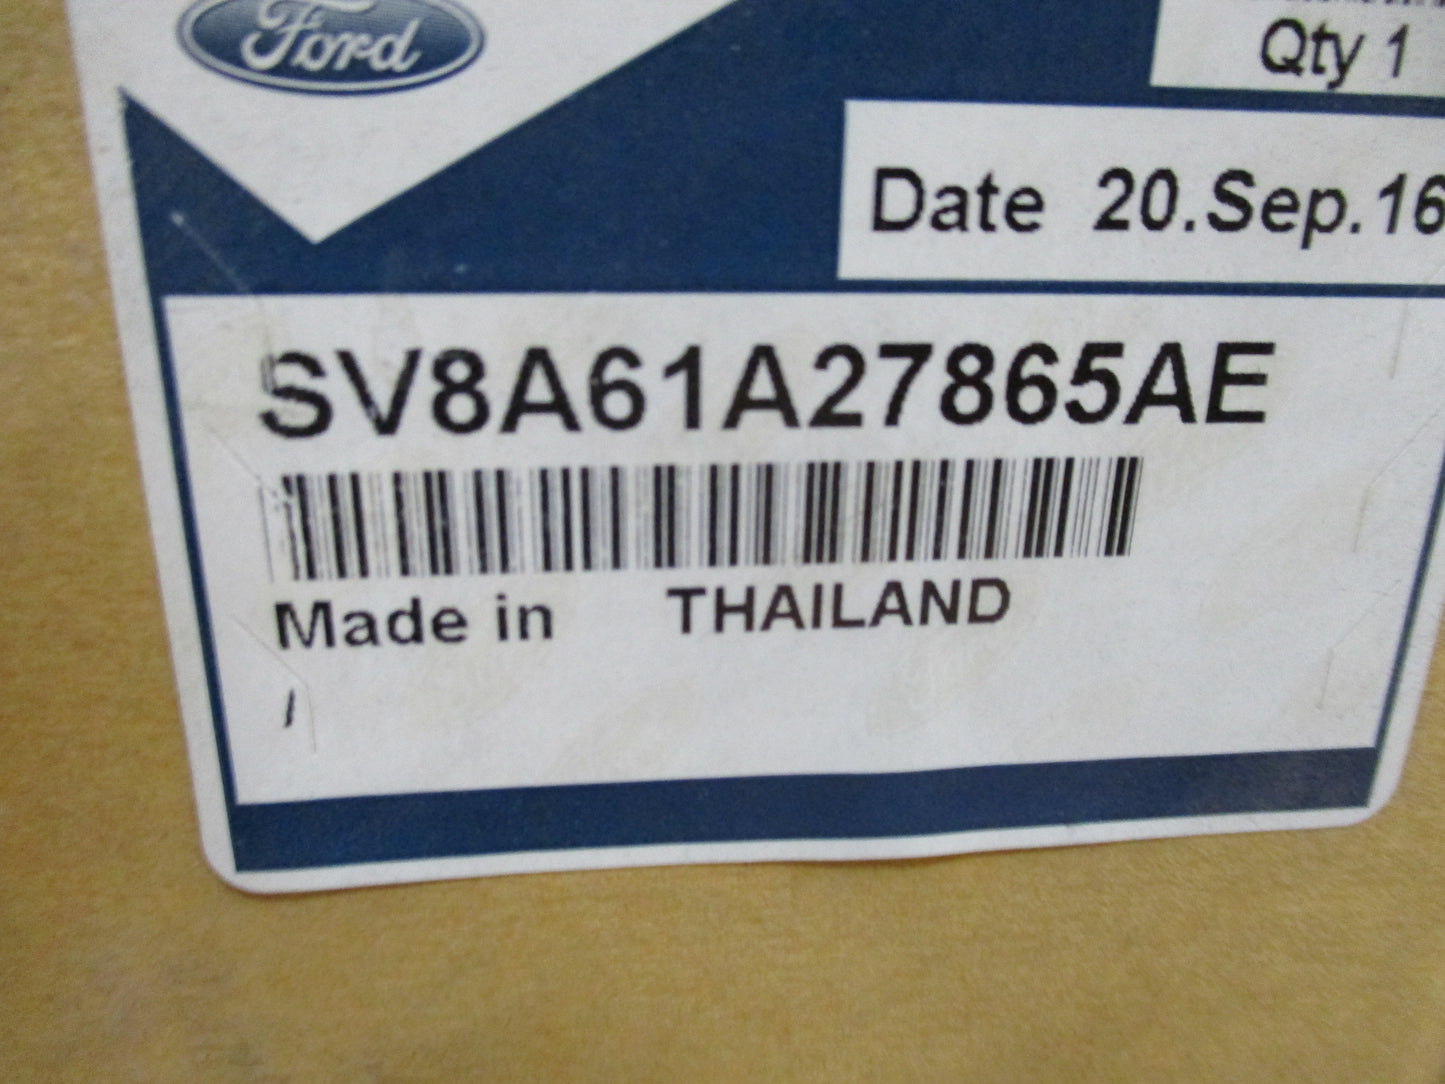 Ford
Qty 1
Date 20.Sep.16
SV8A61A27865AE
Made in THAILAND
/